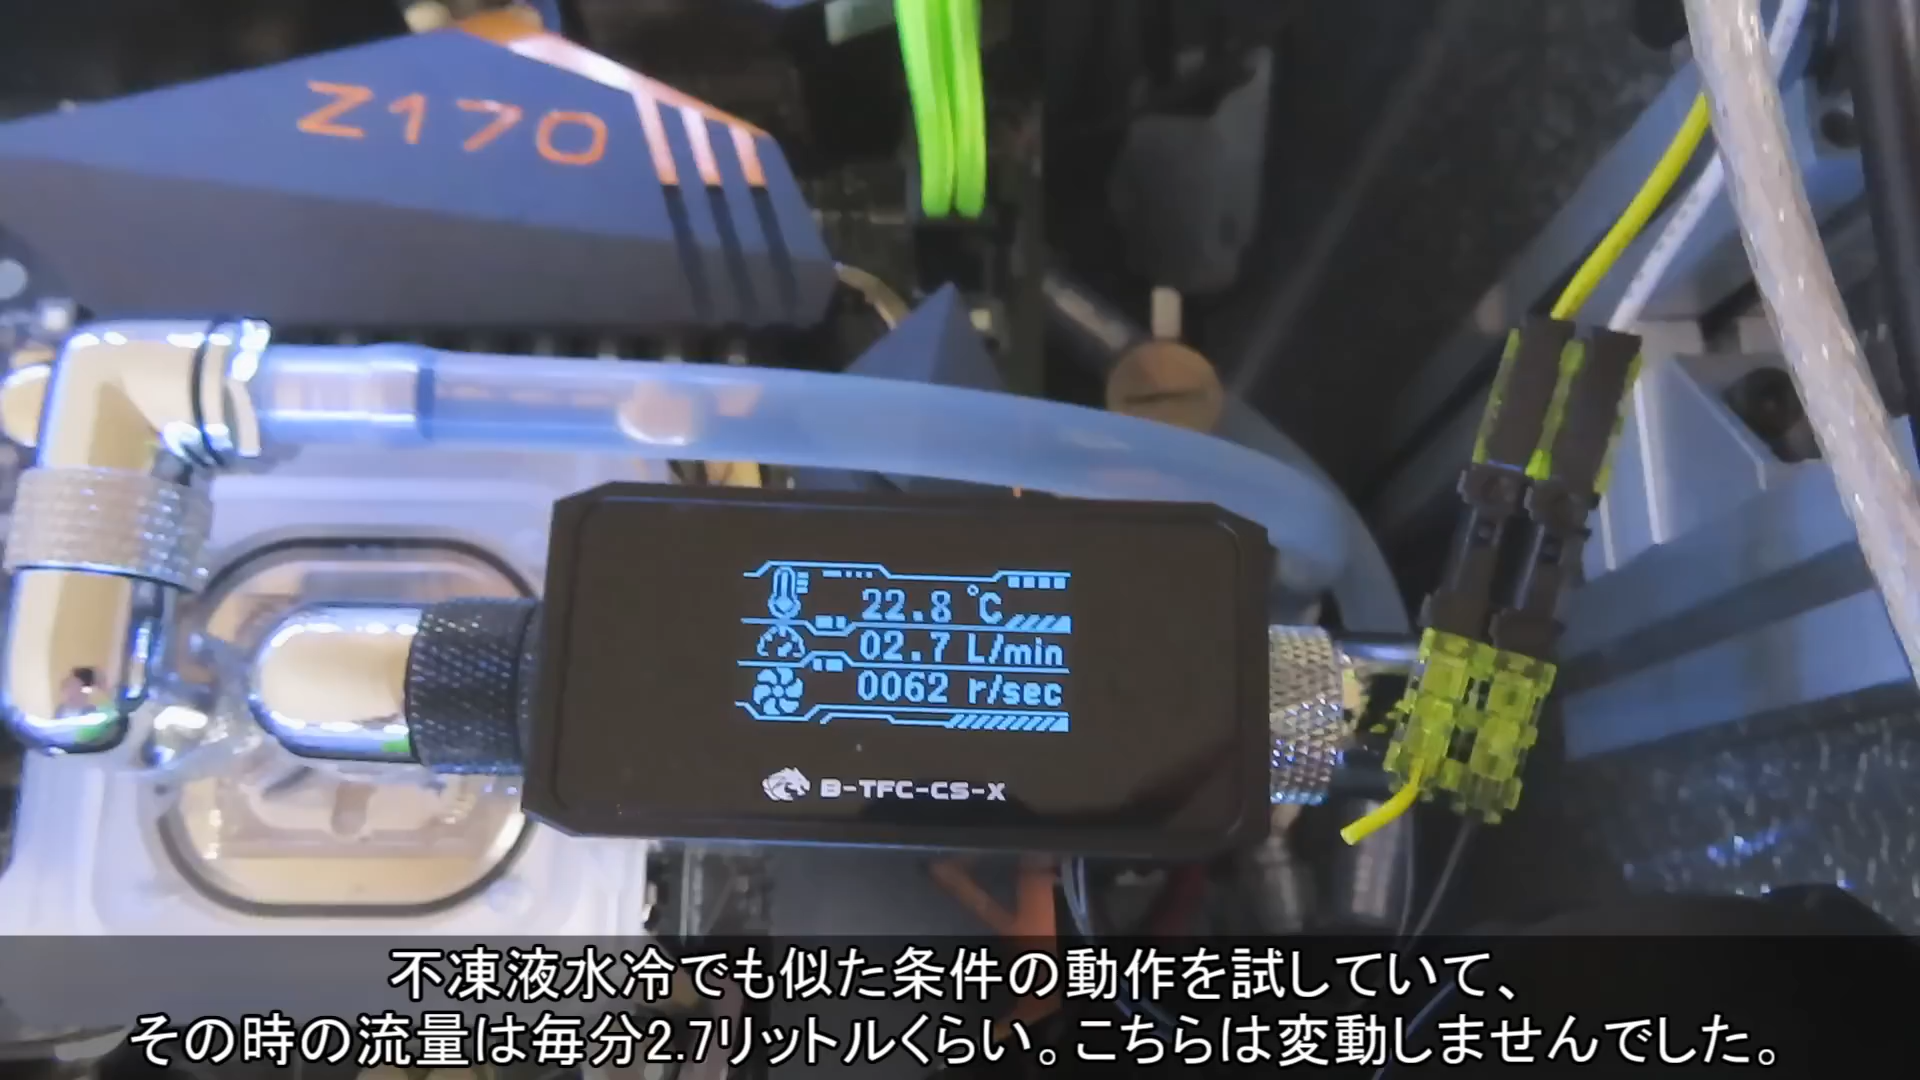 Z170
22.8 °C
02.7 L/min
0062 r/sec
B-TFC-CS-X
不凍液水冷でも似た条件の動作を試していて、
その時の流量は毎分2.7リットルくらい。こちらは変動しませんでした。